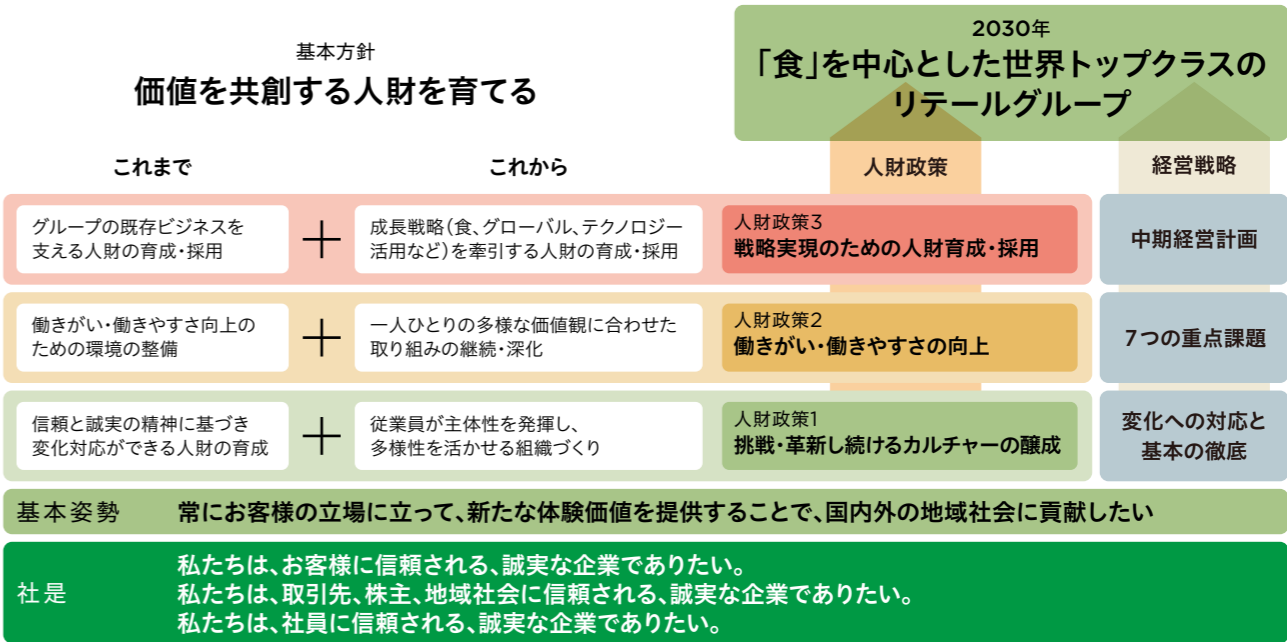 基本方針
価値を共創する人財を育てる
2030年
「食」を中心とした世界トップクラスの
リテールグループ
これまで
これから
人財政策
経営戦略
グループの既存ビジネスを
支える人財の育成・採用
＋
成長戦略(食、グローバル、テクノロジー
活用など)を牽引する人財の育成・採用
人財政策3
戦略実現のための人財育成・採用
中期経営計画
働きがい・働きやすさ向上の
ための環境の整備
＋
一人ひとりの多様な価値観に合わせた
取り組みの継続・深化
人財政策2
働きがい・働きやすさの向上
7つの重点課題
信頼と誠実の精神に基づき
変化対応ができる人財の育成
＋
従業員が主体性を発揮し、
多様性を活かせる組織づくり
人財政策1
挑戦・革新し続けるカルチャーの醸成
変化への対応と
基本の徹底
基本姿勢 常にお客様の立場に立って、新たな体験価値を提供することで、国内外の地域社会に貢献したい
社是
私たちは、お客様に信頼される、誠実な企業でありたい。
私たちは、取引先、株主、地域社会に信頼される、誠実な企業でありたい。
私たちは、社員に信頼される、誠実な企業でありたい。